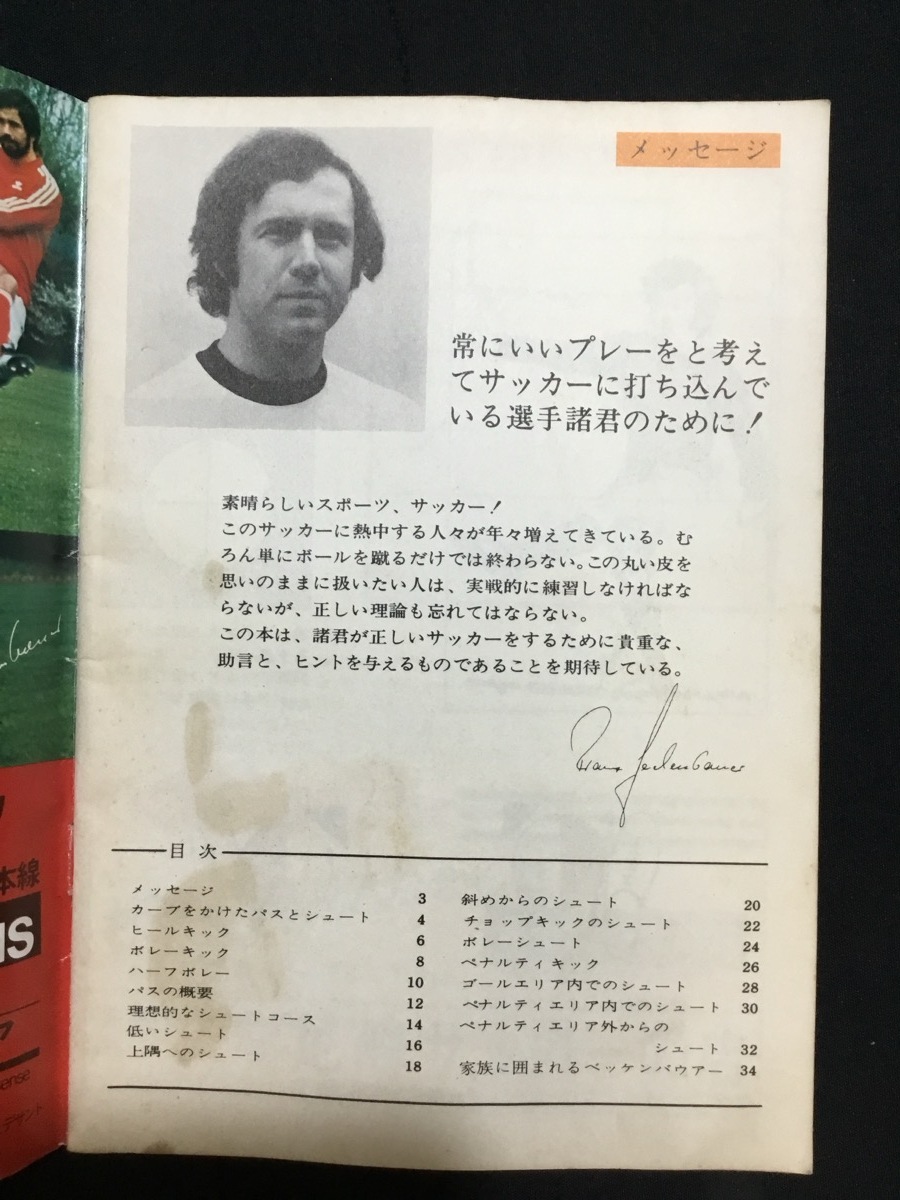 メッセージ
常にいいプレーをと考え
てサッカーに打ち込んで
いる選手諸君のために！
素晴らしいスポーツ、サッカー！
このサッカーに熱中する人々が年々増えてきている。む
ろん単にボールを蹴るだけでは終わらない。この丸い皮を
思いのままに扱いたい人は、実戦的に練習しなければな
らないが、正しい理論も忘れてはならない。
この本は、諸君が正しいサッカーをするために貴重な、
助言と、ヒントを与えるものであることを期待している。
Franz Beckenbauer
目次
メッセージ 3
カーブをかけたパスとシュート 4
ヒールキック 6
ボレーキック 8
ハーフボレー 10
パスの概要 12
理想的なシュートコース 14
低いシュート 16
上隅へのシュート 18
斜めからのシュート 20
チョップキックのシュート 22
ボレーシュート 24
ペナルティキック 26
ゴールエリア内でのシュート 28
ペナルティエリア内でのシュート 30
ペナルティエリア外からの
シュート 32
家族に囲まれるベッケンバウアー 34
本線